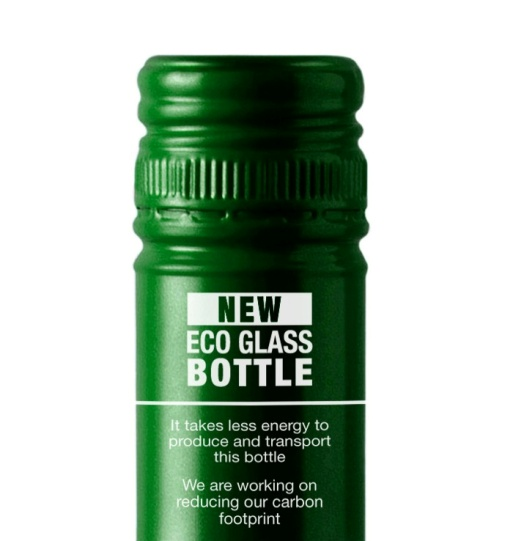 NEW
ECO GLASS
BOTTLE
It takes less energy to
produce and transport
this bottle
We are working on
reducing our carbon
footprint